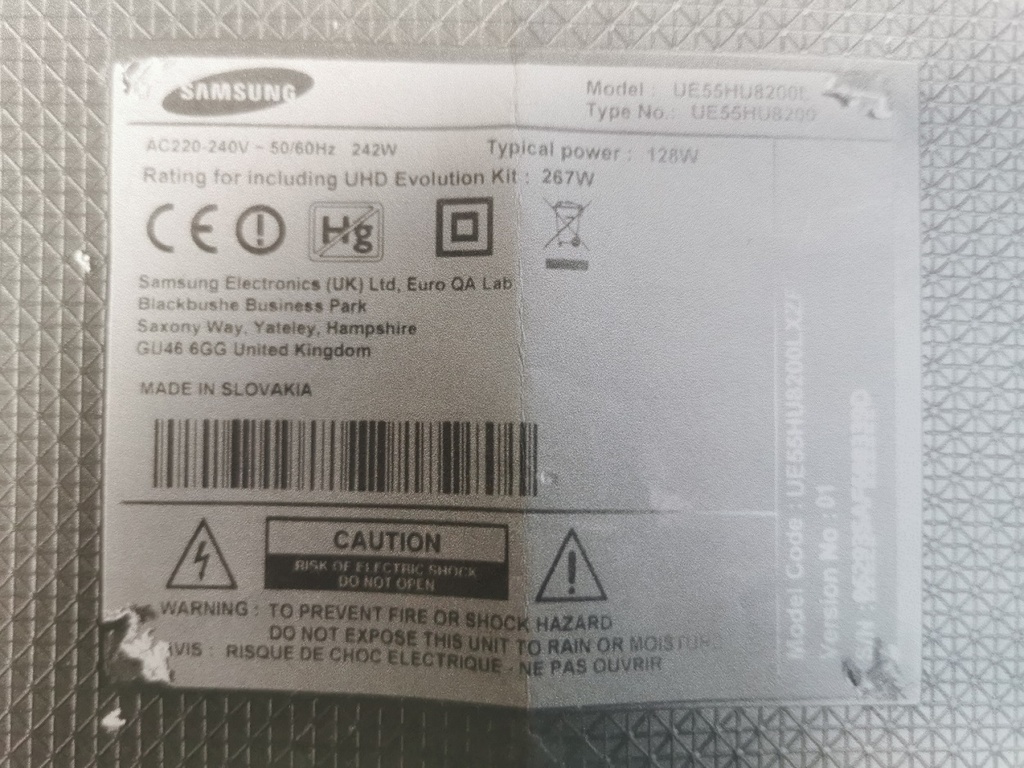 SAMSUNG
Model : UE55HU8200L
Type No.: UE55HU8200
AC220-240V ~ 50/60Hz 242W
Typical power : 128W
Rating for including UHD Evolution Kit : 267W
CE
Hg
Samsung Electronics (UK) Ltd, Euro QA Lab
Blackbushe Business Park
Saxony Way, Yateley, Hampshire
GU46 6GG United Kingdom
MADE IN SLOVAKIA
CAUTION
RISK OF ELECTRIC SHOCK
DO NOT OPEN
WARNING : TO PREVENT FIRE OR SHOCK HAZARD
DO NOT EXPOSE THIS UNIT TO RAIN OR MOISTURE
AVIS : RISQUE DE CHOC ELECTRIQUE - NE PAS OUVRIR
Model Code : UE55HU8200LXZF
Version No : 01
S/N :